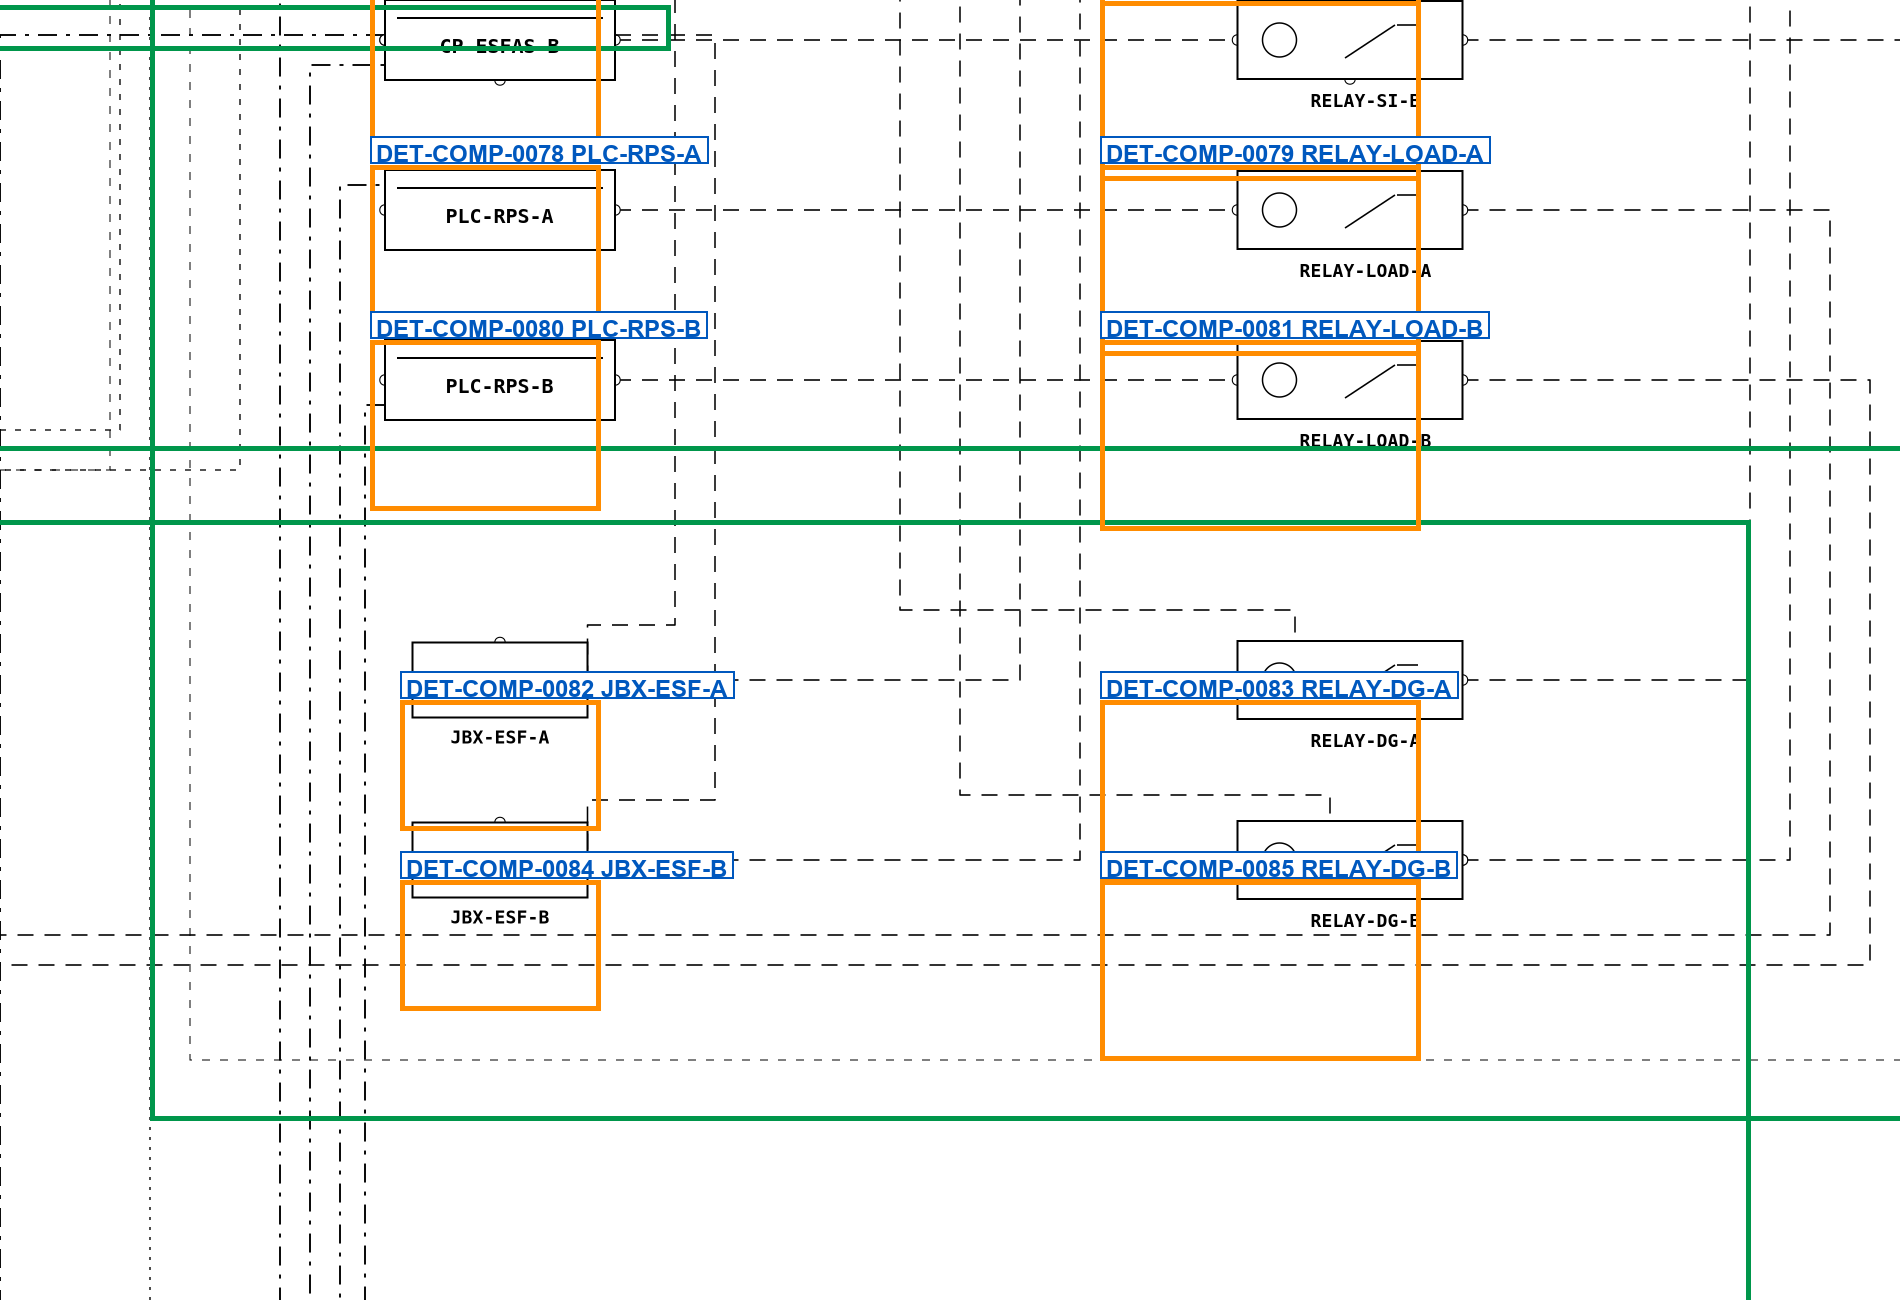 CP-ESFAS-B
RELAY-SI-B
DET-COMP-0078 PLC-RPS-A
DET-COMP-0079 RELAY-LOAD-A
PLC-RPS-A
RELAY-LOAD-A
DET-COMP-0080 PLC-RPS-B
DET-COMP-0081 RELAY-LOAD-B
PLC-RPS-B
RELAY-LOAD-B
DET-COMP-0082 JBX-ESF-A
DET-COMP-0083 RELAY-DG-A
JBX-ESF-A
RELAY-DG-A
DET-COMP-0084 JBX-ESF-B
DET-COMP-0085 RELAY-DG-B
JBX-ESF-B
RELAY-DG-B